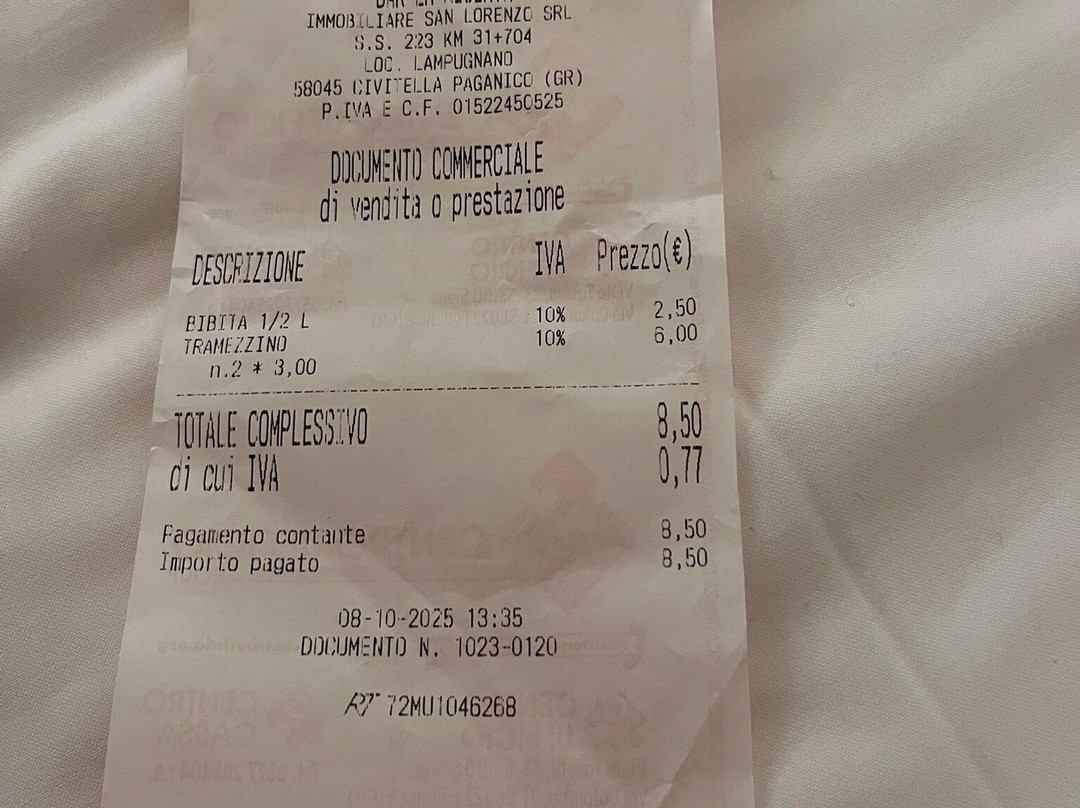 IMMOBILIARE SAN LORENZO SRL
S.S. 223 KM 31+704
LOC. LAMPUGNANO
58045 CIVITELLA PAGANICO (GR)
P.IVA E C.F. 01522450525
DOCUMENTO COMMERCIALE
di vendita o prestazione
DESCRIZIONE IVA Prezzo(€)
BIBITA 1/2 L 10% 2,50
TRAMEZZINO 10% 6,00
n.2 * 3,00
TOTALE COMPLESSIVO 8,50
di cui IVA 0,77
Pagamento contante 8,50
Importo pagato 8,50
08-10-2025 13:35
DOCUMENTO N. 1023-0120
RT 72MU1046268